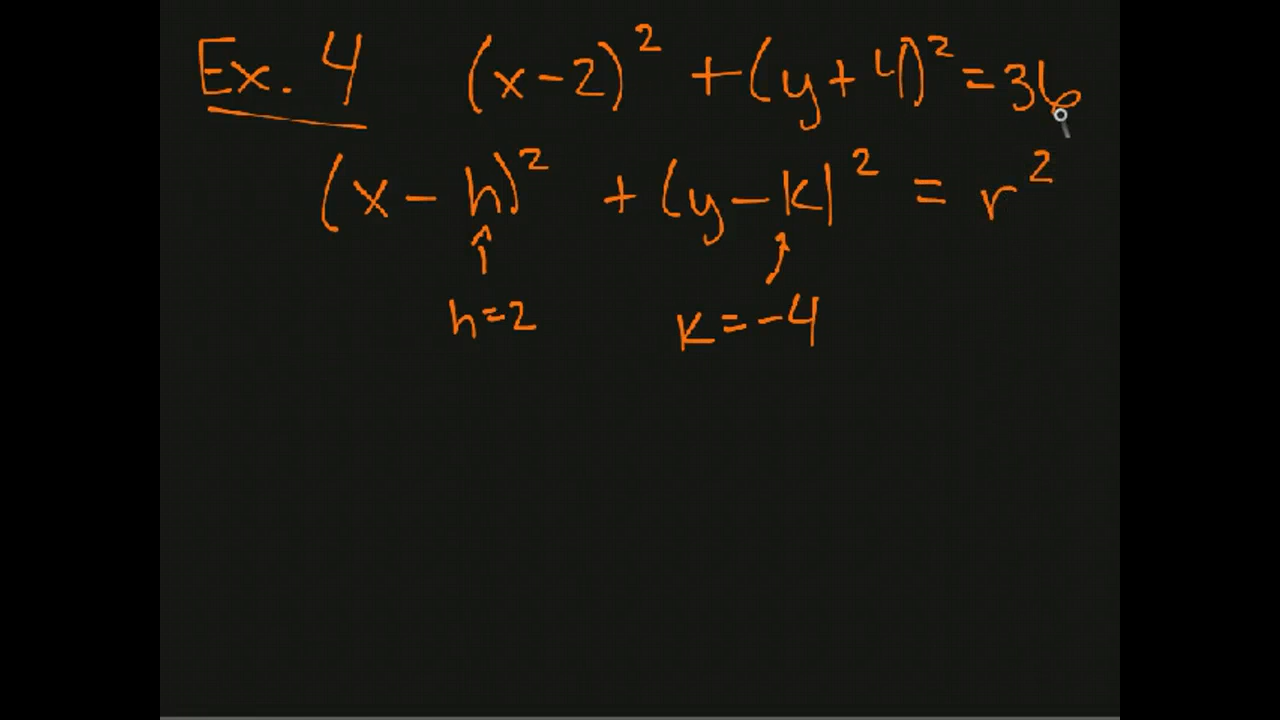 Ex. 4 (x-2)² +(y+4)² =36
(x-h)² +(y-k)² = r²
h=2 k=-4